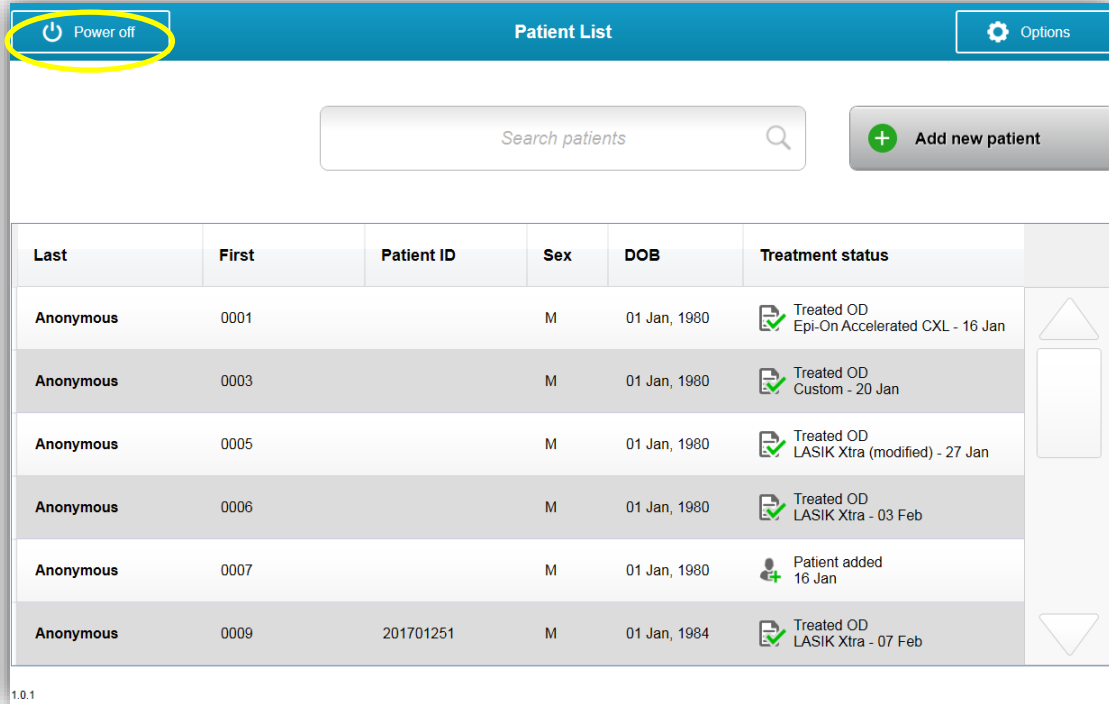 Power off
Patient List
Options
Search patients
Add new patient
Last First Patient ID Sex DOB Treatment status
Anonymous 0001 M 01 Jan, 1980 Treated OD
Epi-On Accelerated CXL - 16 Jan
Anonymous 0003 M 01 Jan, 1980 Treated OD
Custom - 20 Jan
Anonymous 0005 M 01 Jan, 1980 Treated OD
LASIK Xtra (modified) - 27 Jan
Anonymous 0006 M 01 Jan, 1980 Treated OD
LASIK Xtra - 03 Feb
Anonymous 0007 M 01 Jan, 1980 Patient added
16 Jan
Anonymous 0009 201701251 M 01 Jan, 1984 Treated OD
LASIK Xtra - 07 Feb
1.0.1